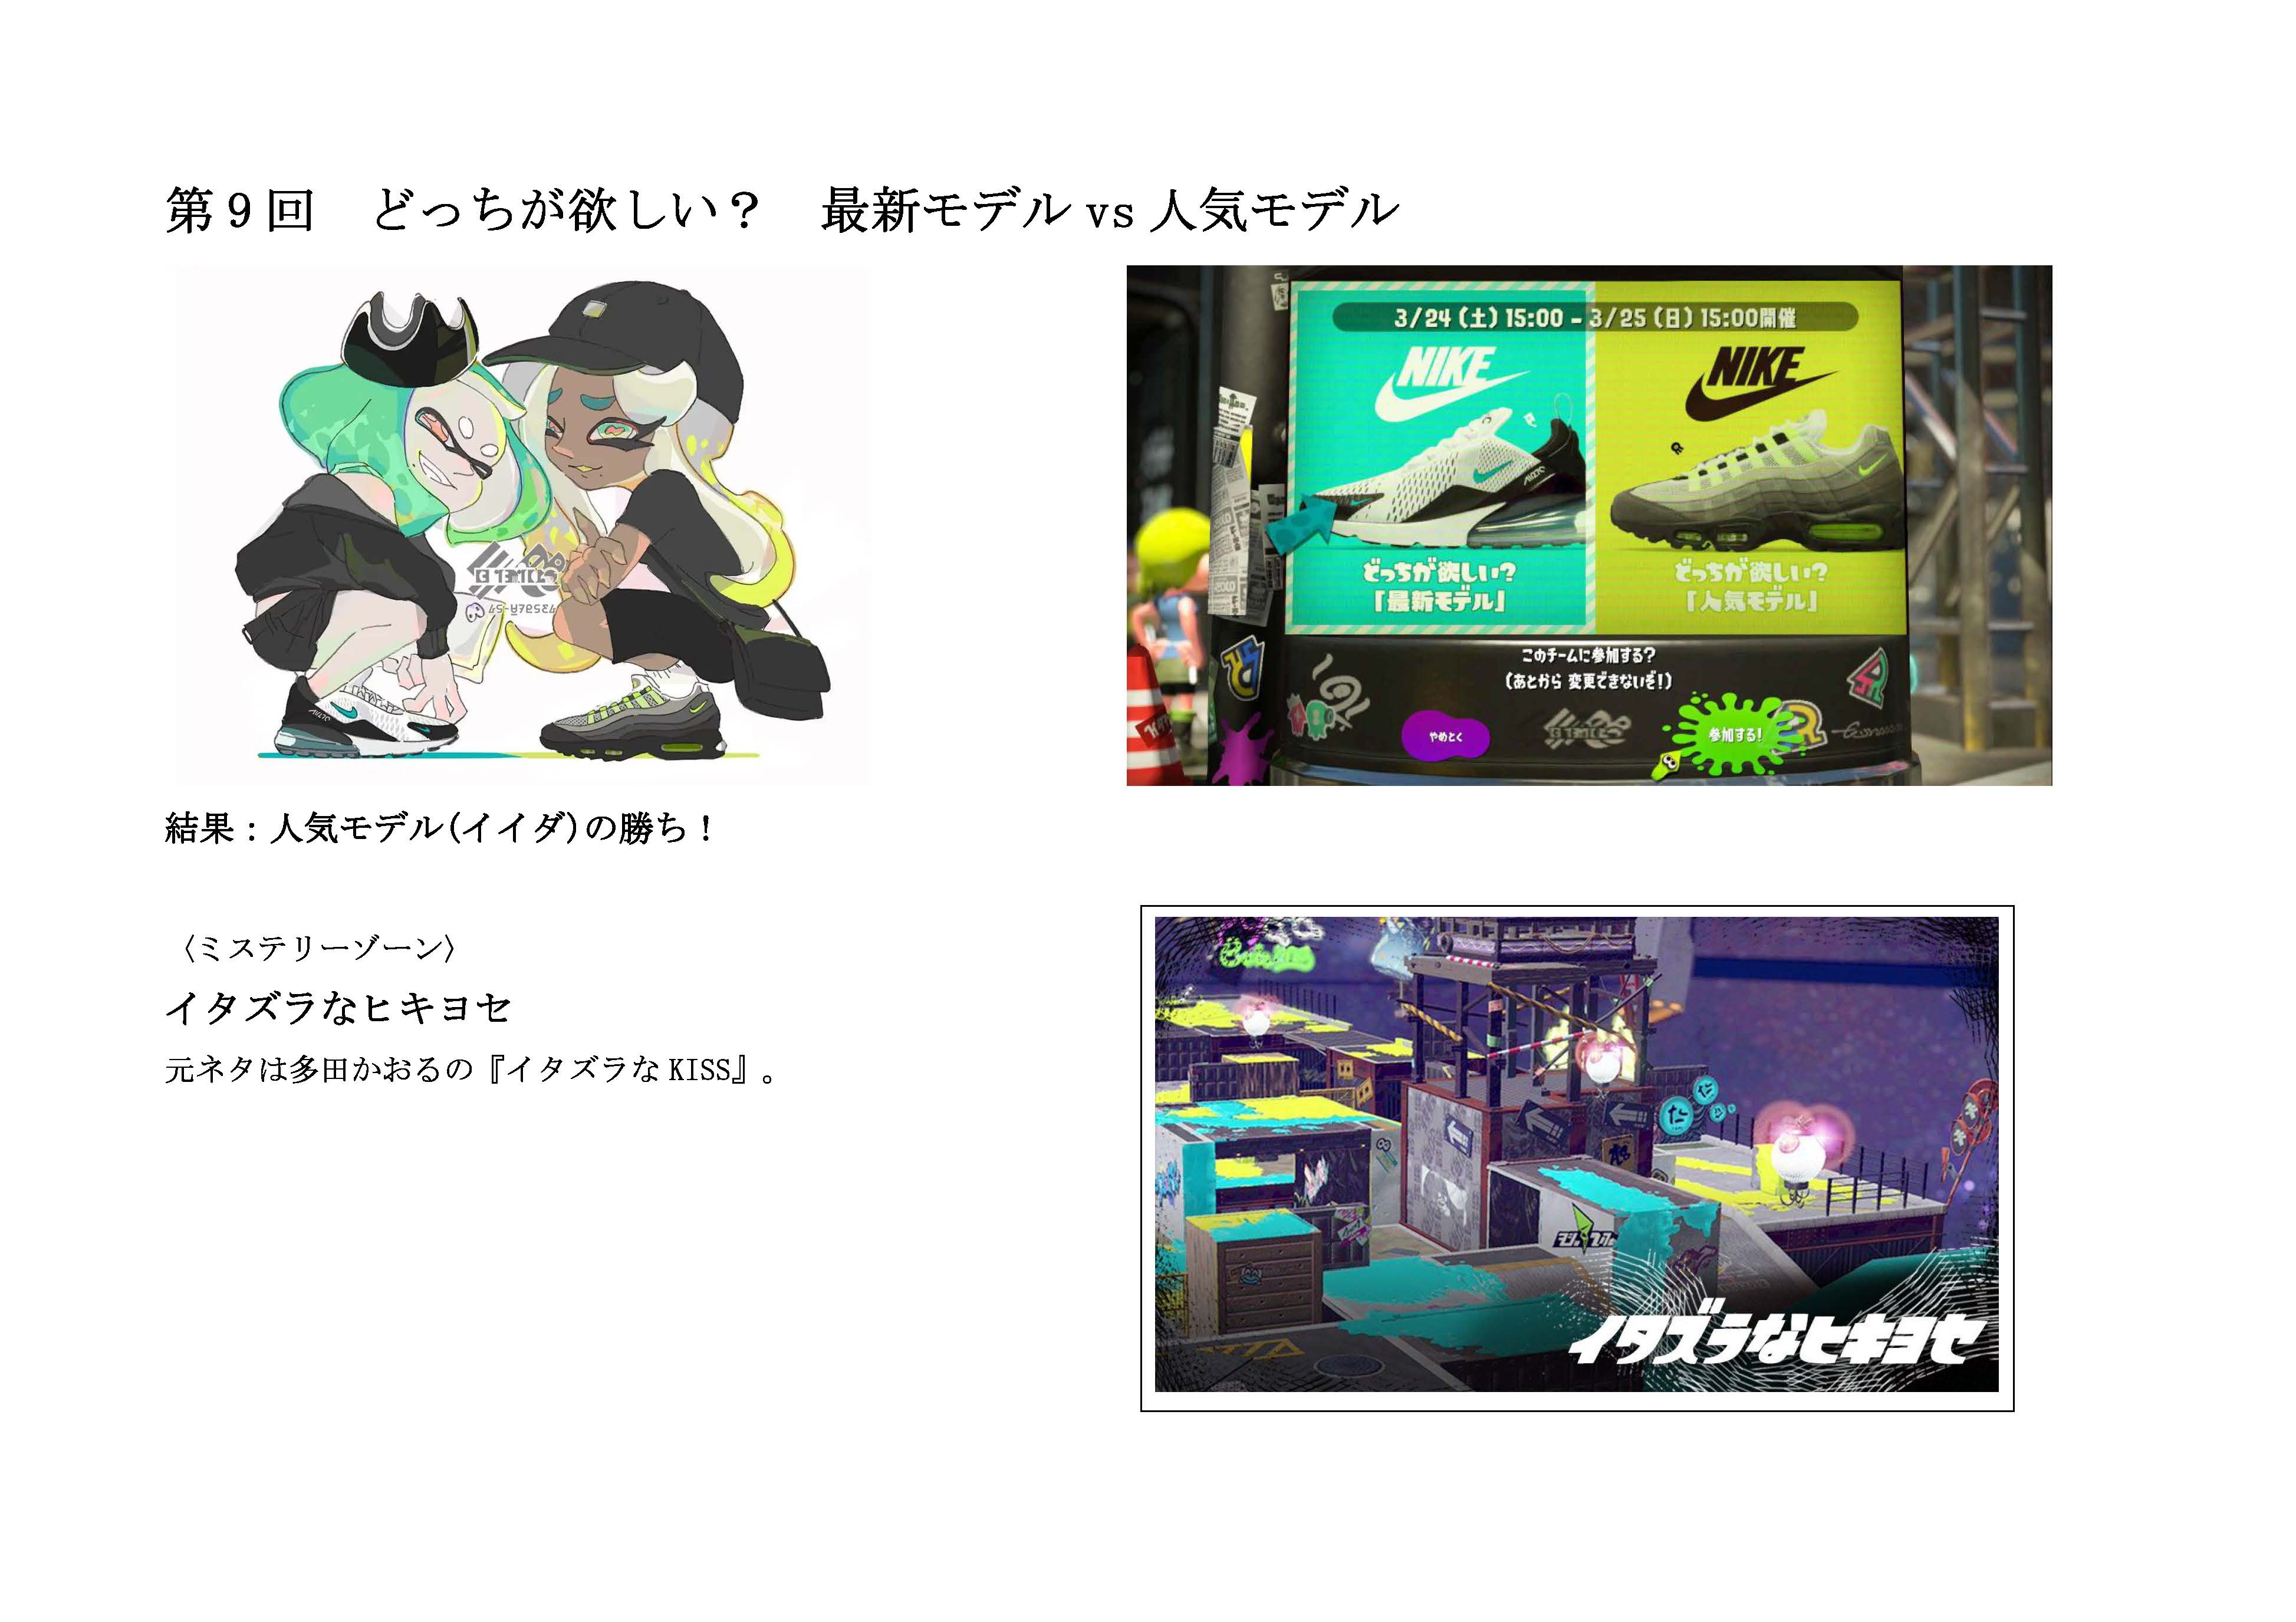 第9回　どっちが欲しい？　最新モデル vs 人気モデル
3/24（土）15:00 – 3/25（日）15:00開催
NIKE
NIKE
どっちが欲しい？
「最新モデル」
どっちが欲しい？
「人気モデル」
このチームに参加する？
（あとから 変更できないぞ！）
やめとく
参加する！
結果：人気モデル(イイダ)の勝ち！
〈ミステリーゾーン〉
イタズラなヒキヨセ
元ネタは多田かおるの『イタズラな KISS』。
イタズラなヒキヨセ